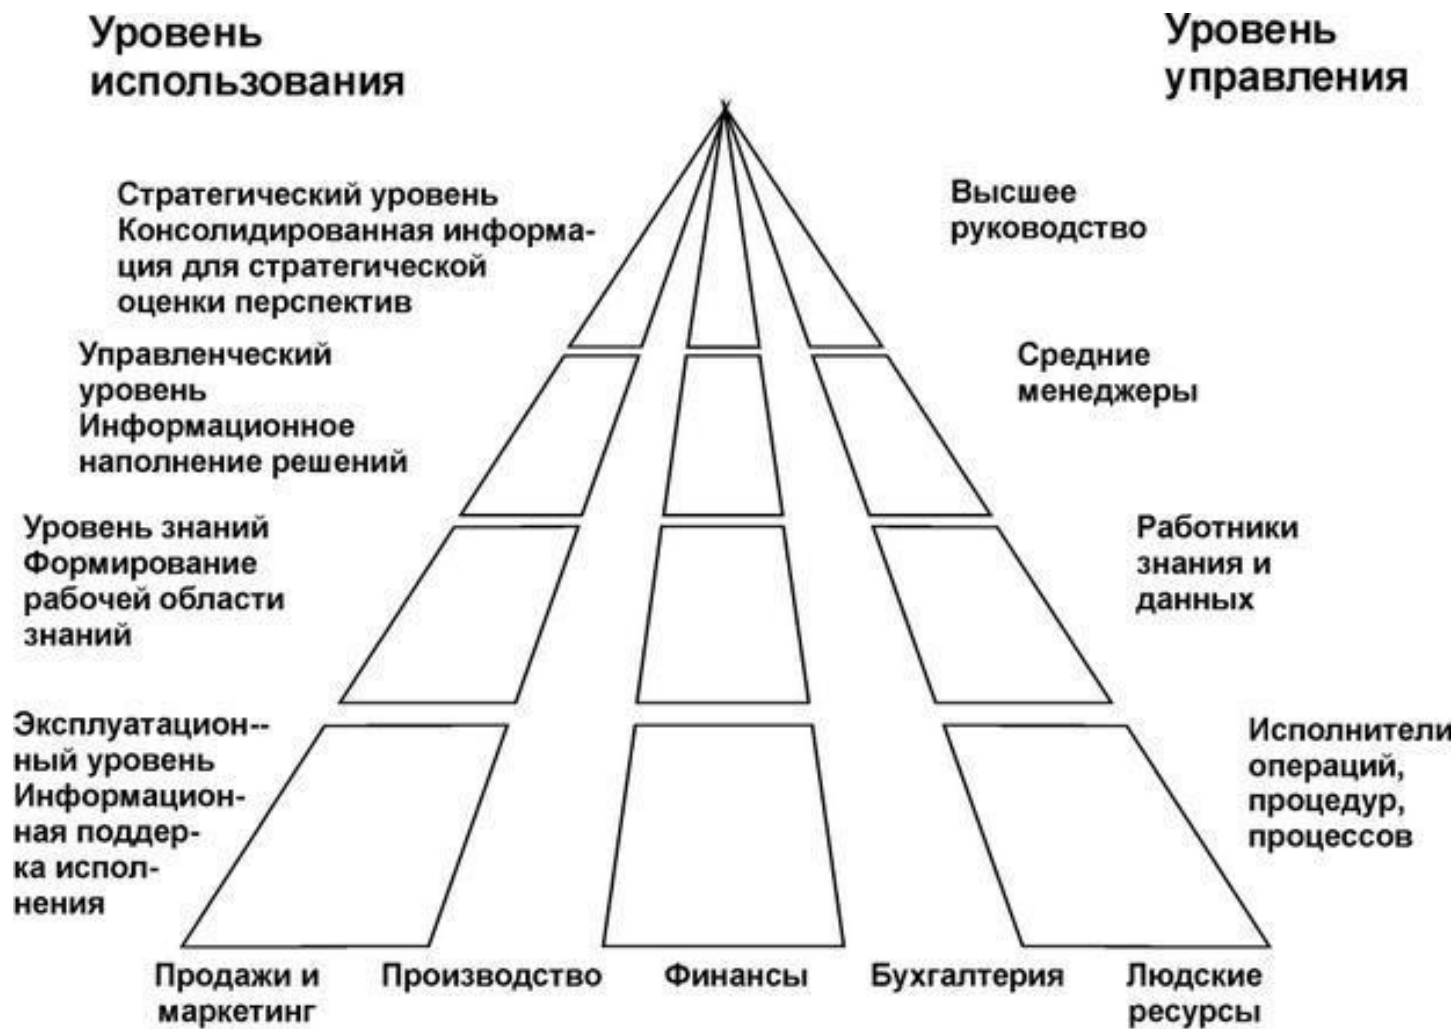 Уровень
использования
Уровень
управления
Стратегический уровень
Консолидированная информа-
ция для стратегической
оценки перспектив
Высшее
руководство
Управленческий
уровень
Информационное
наполнение решений
Средние
менеджеры
Уровень знаний
Формирование
рабочей области
знаний
Работники
знания и
данных
Эксплуатацион--
ный уровень
Информацион-
ная поддер-
ка испол-
нения
Исполнители
операций,
процедур,
процессов
Продажи и
маркетинг
Производство
Финансы
Бухгалтерия
Людские
ресурсы